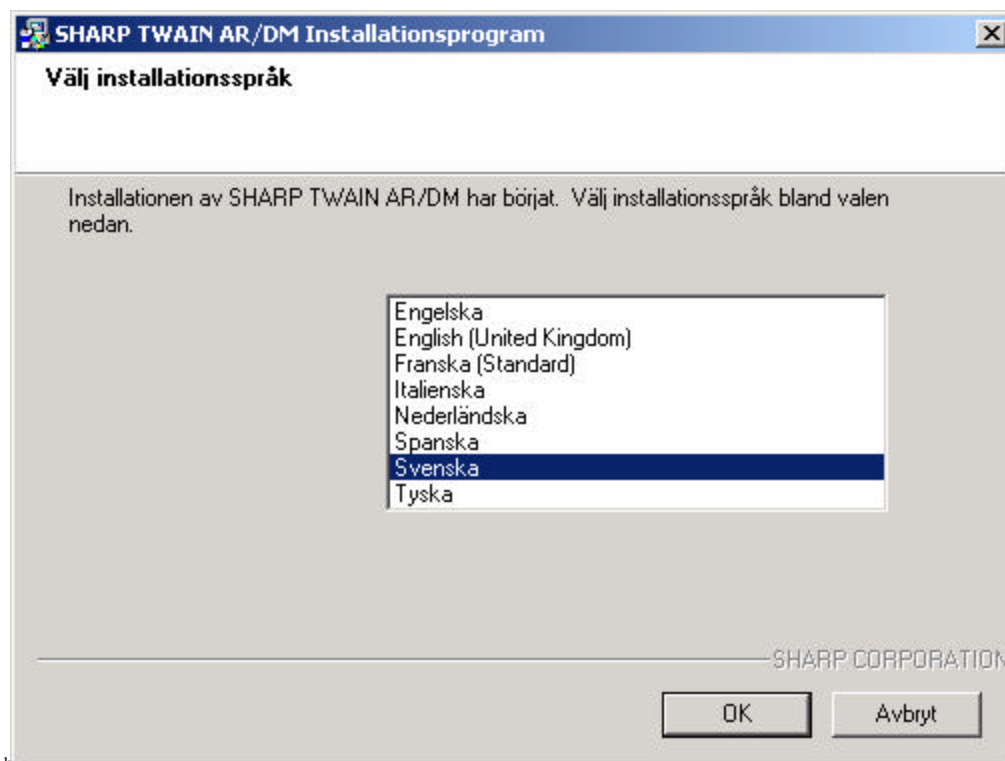 SHARP TWAIN AR/DM Installationsprogram
Välj installationsspråk
Installationen av SHARP TWAIN AR/DM har börjat. Välj installationsspråk bland valen
nedan.
Engelska
English (United Kingdom)
Franska (Standard)
Italienska
Nederländska
Spanska
Svenska
Tyska
SHARP CORPORATION
OK
Avbryt